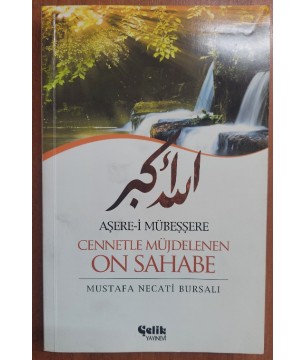 الله أكبر
AŞERE-İ MÜBEŞŞERE
CENNETLE MÜJDELENEN
ON SAHABE
MUSTAFA NECATİ BURSALI
Çelik
YAYINEVİ